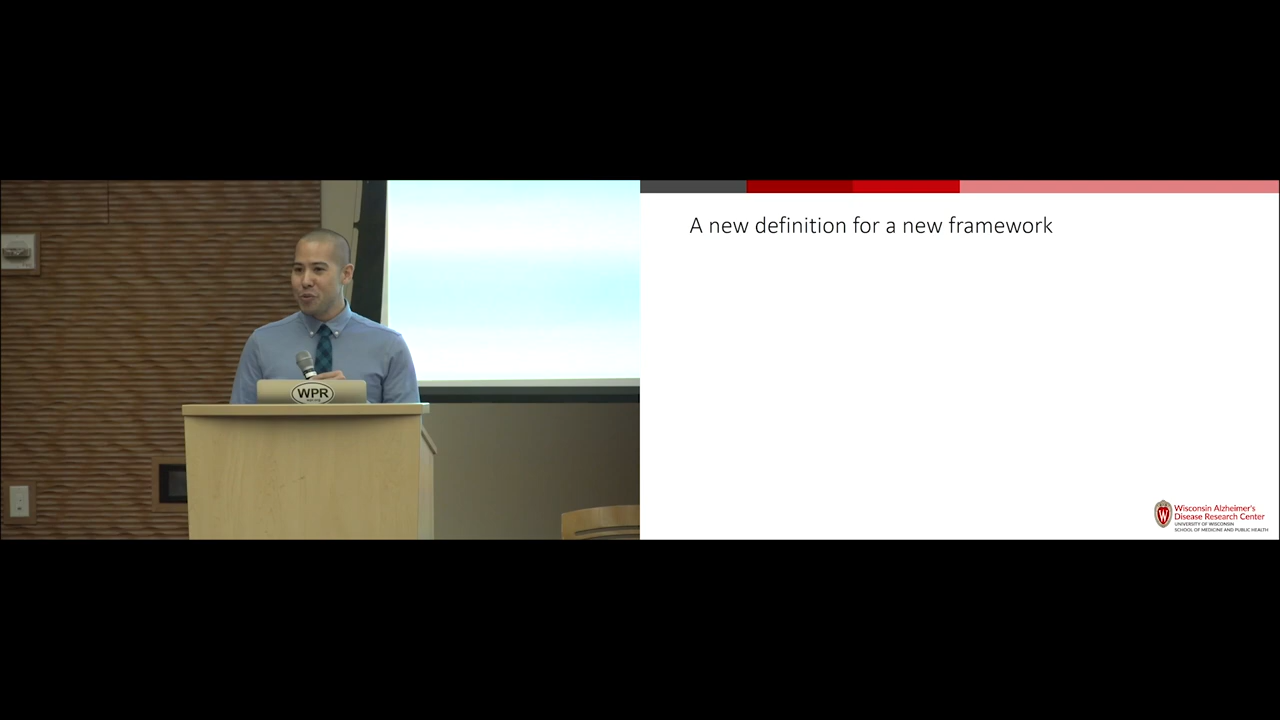 WPR
A new definition for a new framework
W
Wisconsin Alzheimer's
Disease Research Center
UNIVERSITY OF WISCONSIN
SCHOOL OF MEDICINE AND PUBLIC HEALTH